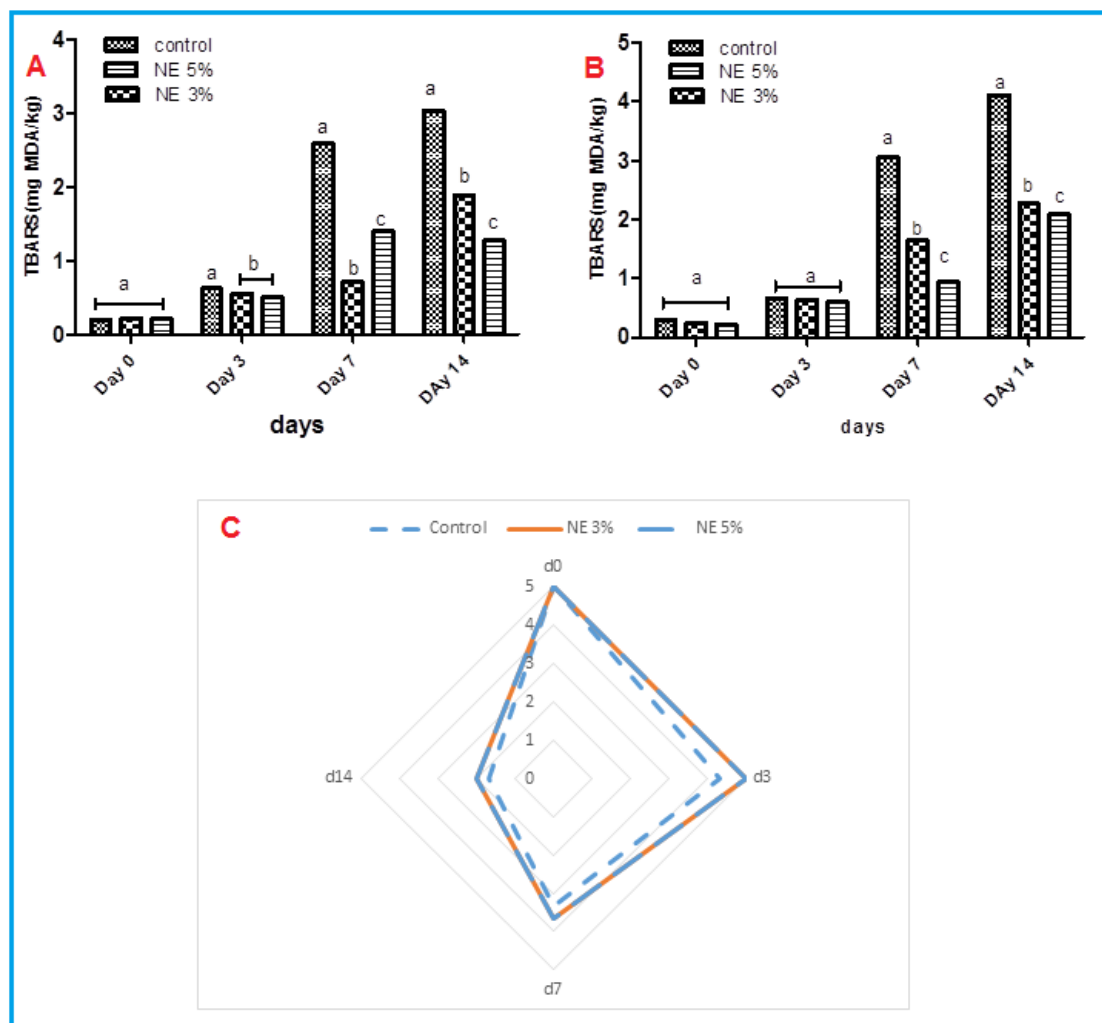 A
control
NE 5%
NE 3%
TBARS(mg MDA/kg)
4
3
2
1
0
a
a
b
a
b
c
a
b
c
Day 0
Day 3
Day 7
DAy 14
days
B
control
NE 5%
NE 3%
TBARS(mg MDA/kg)
5
4
3
2
1
0
a
a
a
b
c
a
b
c
Day 0
Day 3
Day 7
DAy 14
days
C
Control NE 3% NE 5%
d0
5
4
3
2
1
0
d14
d3
d7